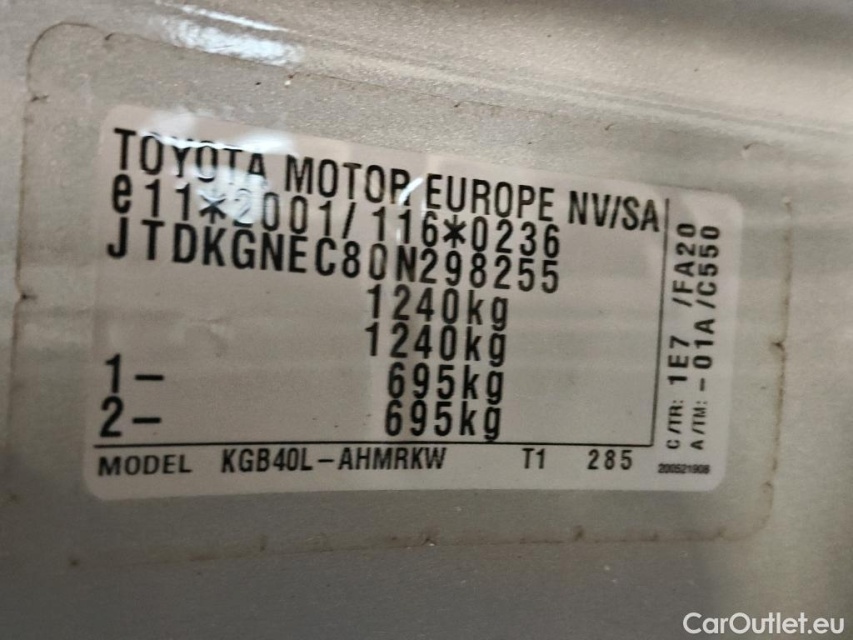 TOYOTA MOTOR EUROPE NV/SA
e11*2001/116*0236
JTDKGNEC80N298255
1240kg
1240kg
1- 695kg
2- 695kg
C/TR: 1E7 /FA20
A/TM: -01A /C550
MODEL KGB40L-AHMRKW T1 285
200521908
CarOutlet.eu